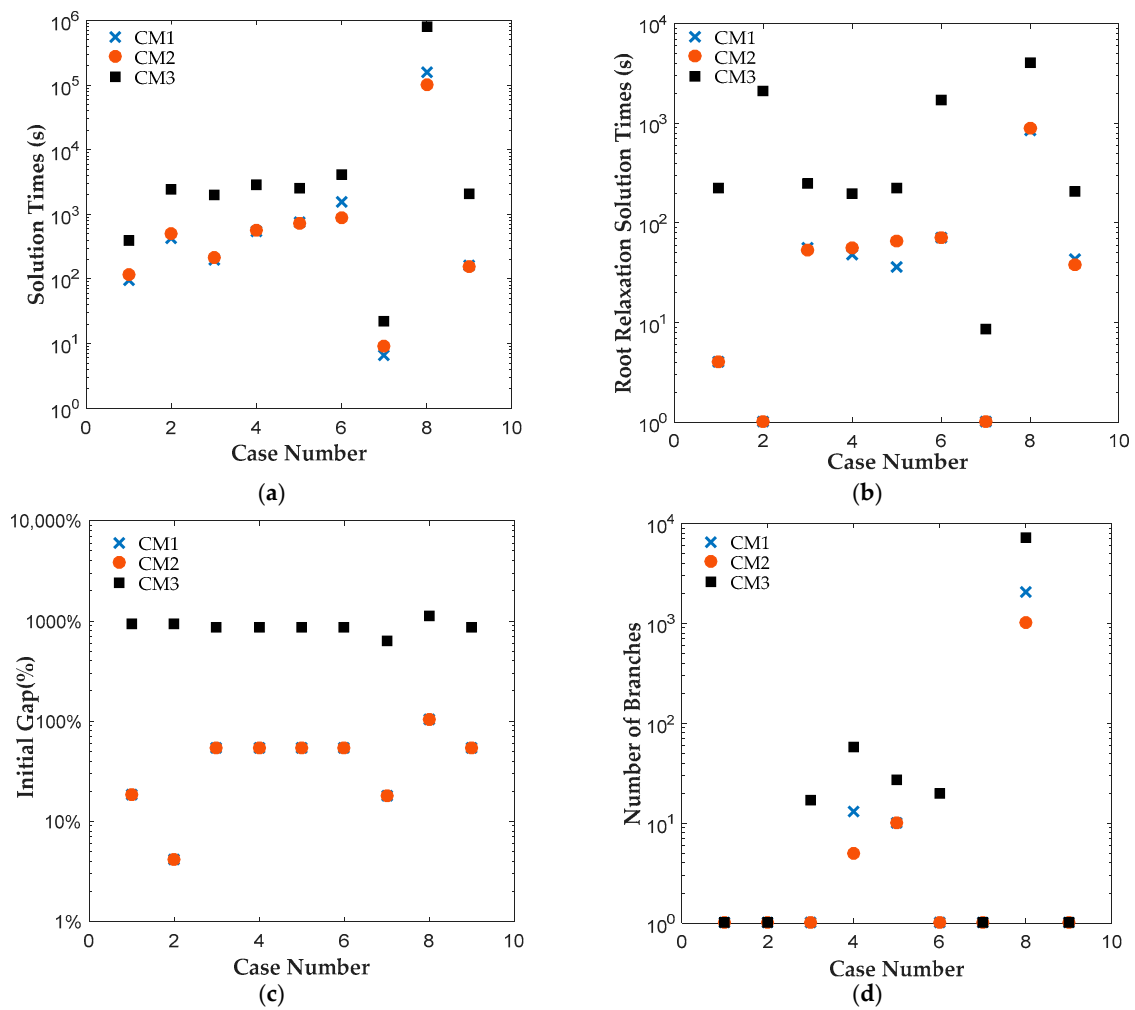 10^6
10^5
10^4
10^3
10^2
10^1
10^0
CM1
CM2
CM3
Solution Times (s)
0 2 4 6 8 10
Case Number
(a)
10^4
10^3
10^2
10^1
10^0
CM1
CM2
CM3
Root Relaxation Solution Times (s)
0 2 4 6 8 10
Case Number
(b)
10,000%
1000%
100%
10%
1%
CM1
CM2
CM3
Initial Gap(%)
0 2 4 6 8 10
Case Number
(c)
10^4
10^3
10^2
10^1
10^0
CM1
CM2
CM3
Number of Branches
0 2 4 6 8 10
Case Number
(d)